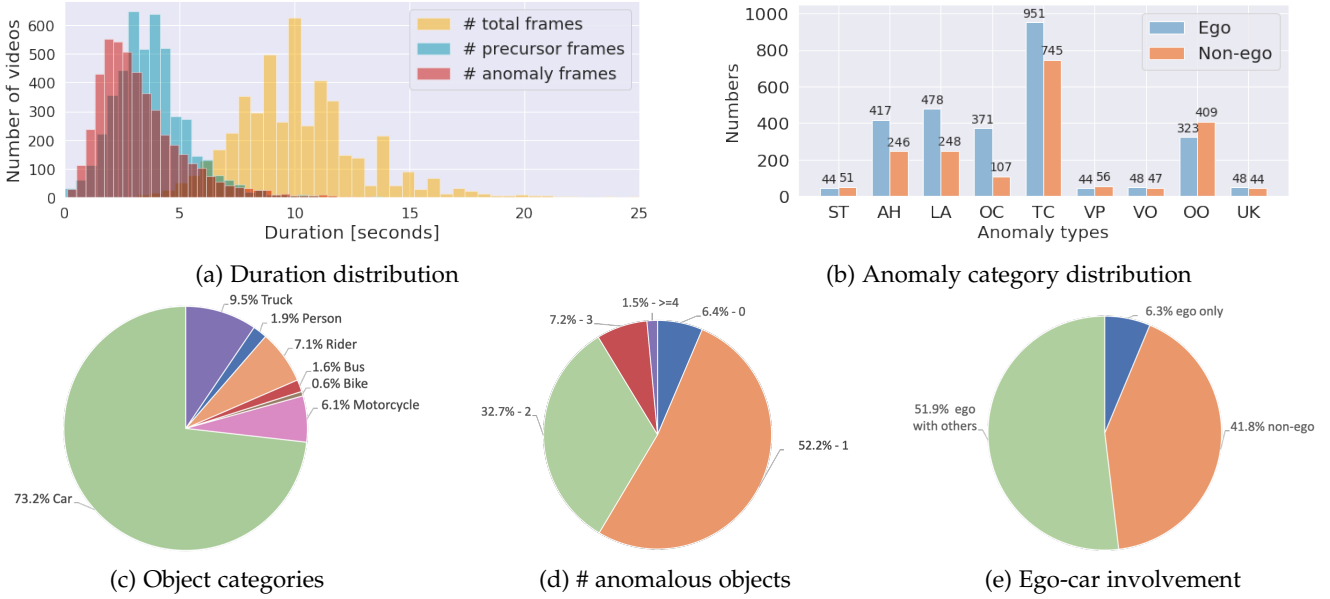 # total frames
# precursor frames
# anomaly frames
Number of videos
600
500
400
300
200
100
0
0 5 10 15 20 25
Duration [seconds]
(a) Duration distribution
Ego
Non-ego
Numbers
1000
800
600
400
200
0
44 51 417 246 478 248 371 107 951 745 44 56 48 47 323 409 48 44
ST AH LA OC TC VP VO OO UK
Anomaly types
(b) Anomaly category distribution
9.5% Truck
1.9% Person
7.1% Rider
1.6% Bus
0.6% Bike
6.1% Motorcycle
73.2% Car
(c) Object categories
1.5% - >=4
6.4% - 0
7.2% - 3
32.7% - 2
52.2% - 1
(d) # anomalous objects
6.3% ego only
51.9% ego
with others
41.8% non-ego
(e) Ego-car involvement